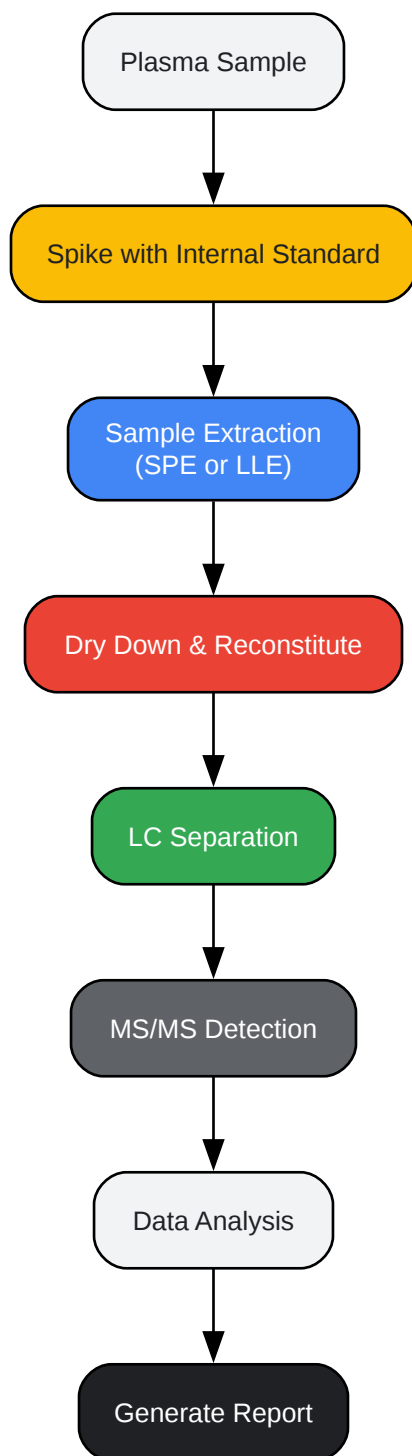 Plasma Sample
Spike with Internal Standard
Sample Extraction
(SPE or LLE)
Dry Down & Reconstitute
LC Separation
MS/MS Detection
Data Analysis
Generate Report